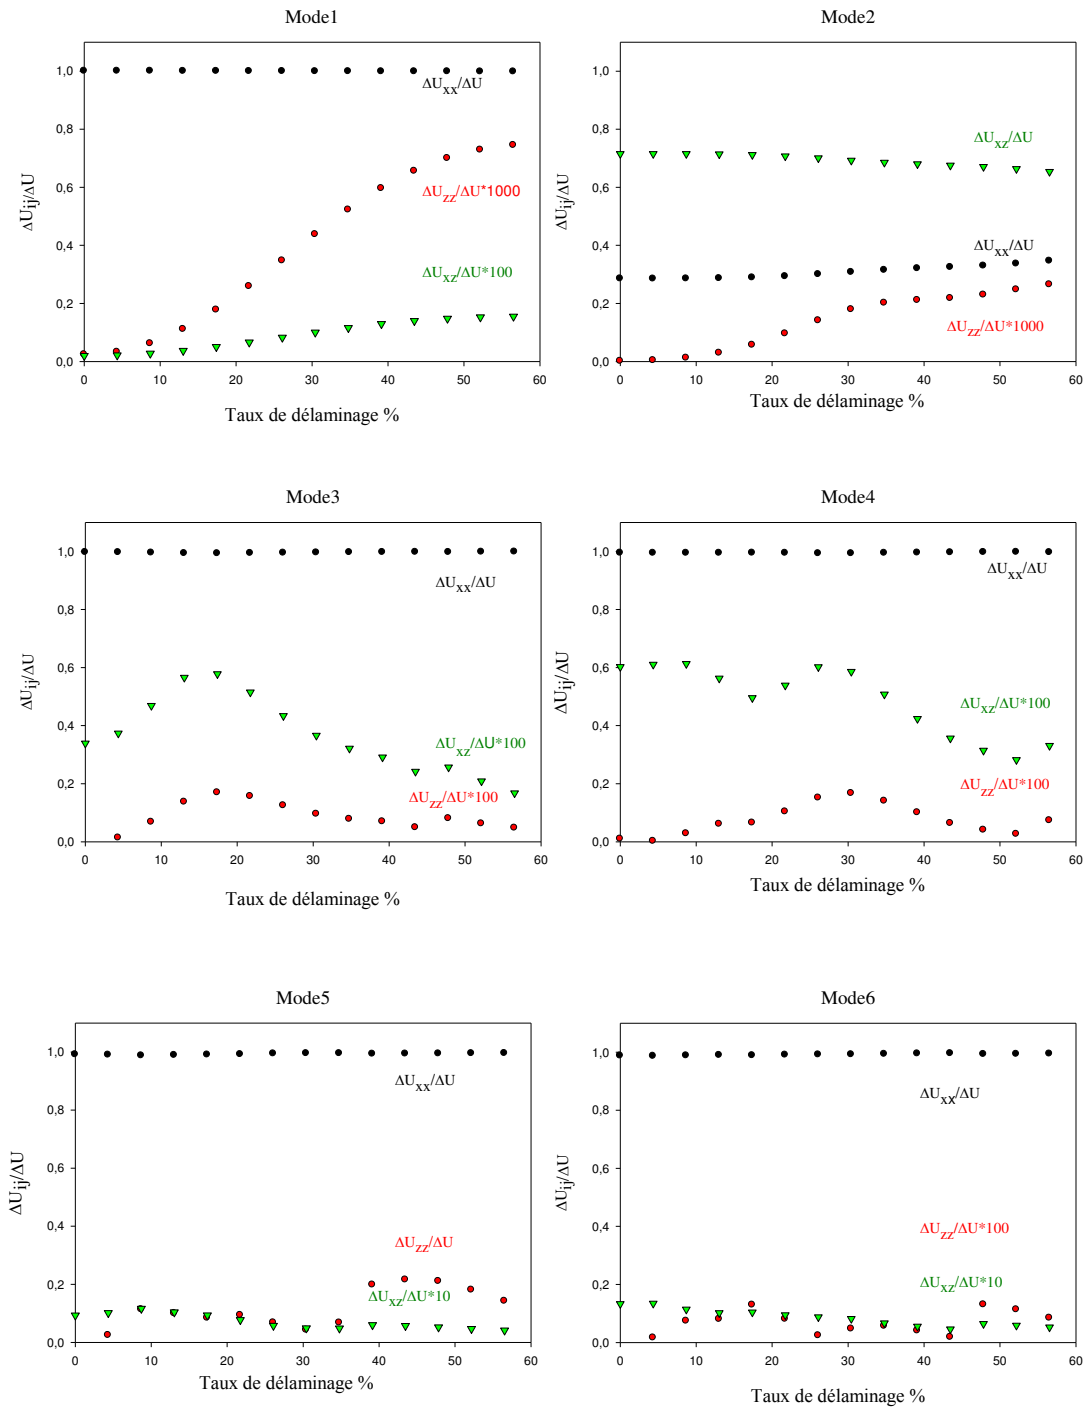 Mode1
1,0
0,8
0,6
0,4
0,2
0,0
ΔUij/ΔU
ΔUxx/ΔU
ΔUzz/ΔU*1000
ΔUxz/ΔU*100
0 10 20 30 40 50 60
Taux de délaminage %
Mode2
1,0
0,8
0,6
0,4
0,2
0,0
ΔUij/ΔU
ΔUxz/ΔU
ΔUxx/ΔU
ΔUzz/ΔU*1000
0 10 20 30 40 50 60
Taux de délaminage %
Mode3
1,0
0,8
0,6
0,4
0,2
0,0
ΔUij/ΔU
ΔUxx/ΔU
ΔUxz/ΔU*100
ΔUzz/ΔU*100
0 10 20 30 40 50 60
Taux de délaminage %
Mode4
1,0
0,8
0,6
0,4
0,2
0,0
ΔUij/ΔU
ΔUxx/ΔU
ΔUxz/ΔU*100
ΔUzz/ΔU*100
0 10 20 30 40 50 60
Taux de délaminage %
Mode5
1,0
0,8
0,6
0,4
0,2
0,0
ΔUij/ΔU
ΔUxx/ΔU
ΔUzz/ΔU
ΔUxz/ΔU*10
0 10 20 30 40 50 60
Taux de délaminage %
Mode6
1,0
0,8
0,6
0,4
0,2
0,0
ΔUij/ΔU
ΔUxx/ΔU
ΔUzz/ΔU*100
ΔUxz/ΔU*10
0 10 20 30 40 50 60
Taux de délaminage %